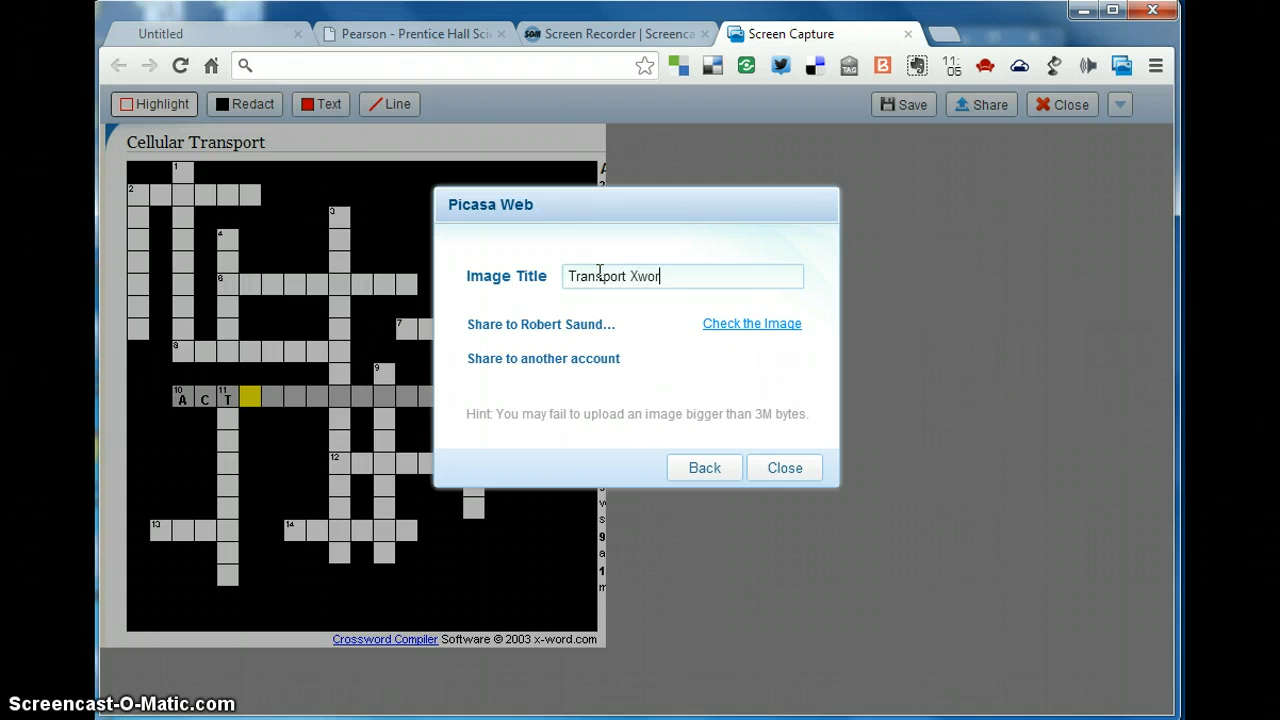 Untitled
Pearson - Prentice Hall Sci
Screen Recorder | Screenca
Screen Capture
11
05
TAG
Highlight
Redact
Text
Line
Save
Share
Close
Cellular Transport
1
2
3
4
6
7
8
9
10 11
A C T
12
13 14
Picasa Web
Image Title
Transport Xwor
Share to Robert Saund...
Check the Image
Share to another account
Hint: You may fail to upload an image bigger than 3M bytes.
Back
Close
Crossword Compiler Software © 2003 x-word.com
Screencast-O-Matic.com